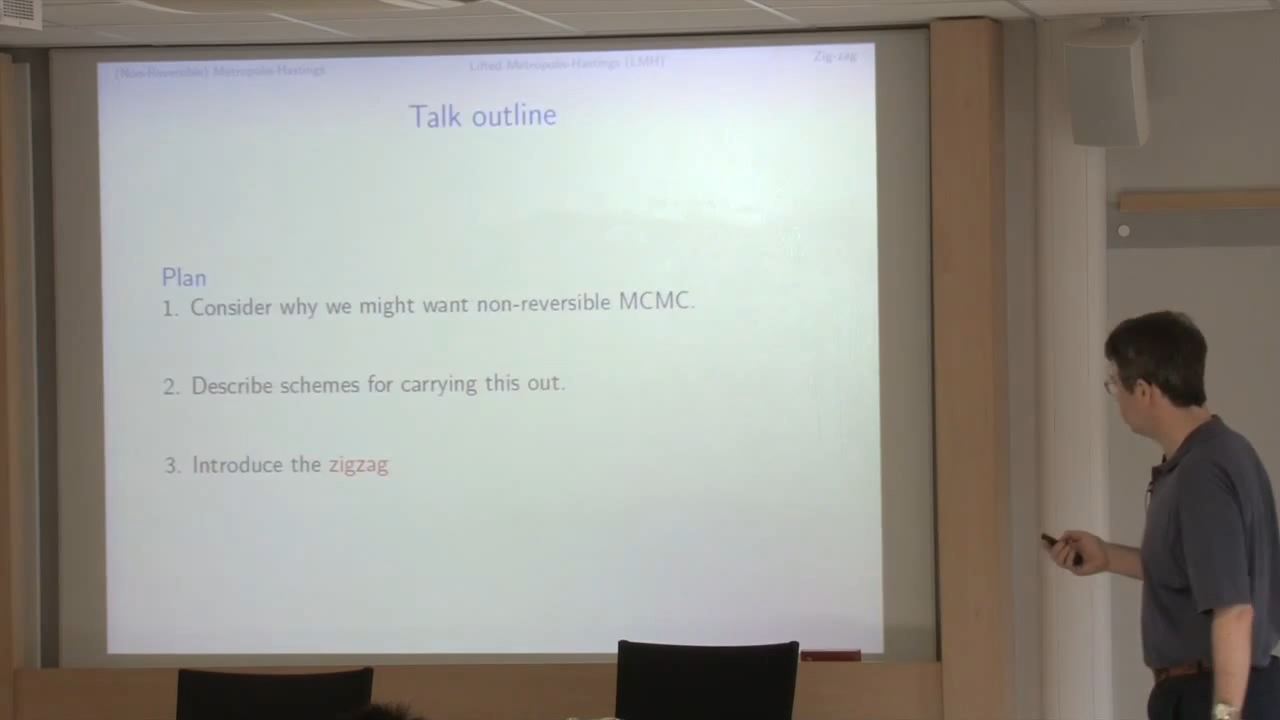 (Non-Reversible) Metropolis-Hastings Lifted Metropolis-Hastings (LMH) Zig-zag
Talk outline
Plan
1. Consider why we might want non-reversible MCMC.
2. Describe schemes for carrying this out.
3. Introduce the zigzag